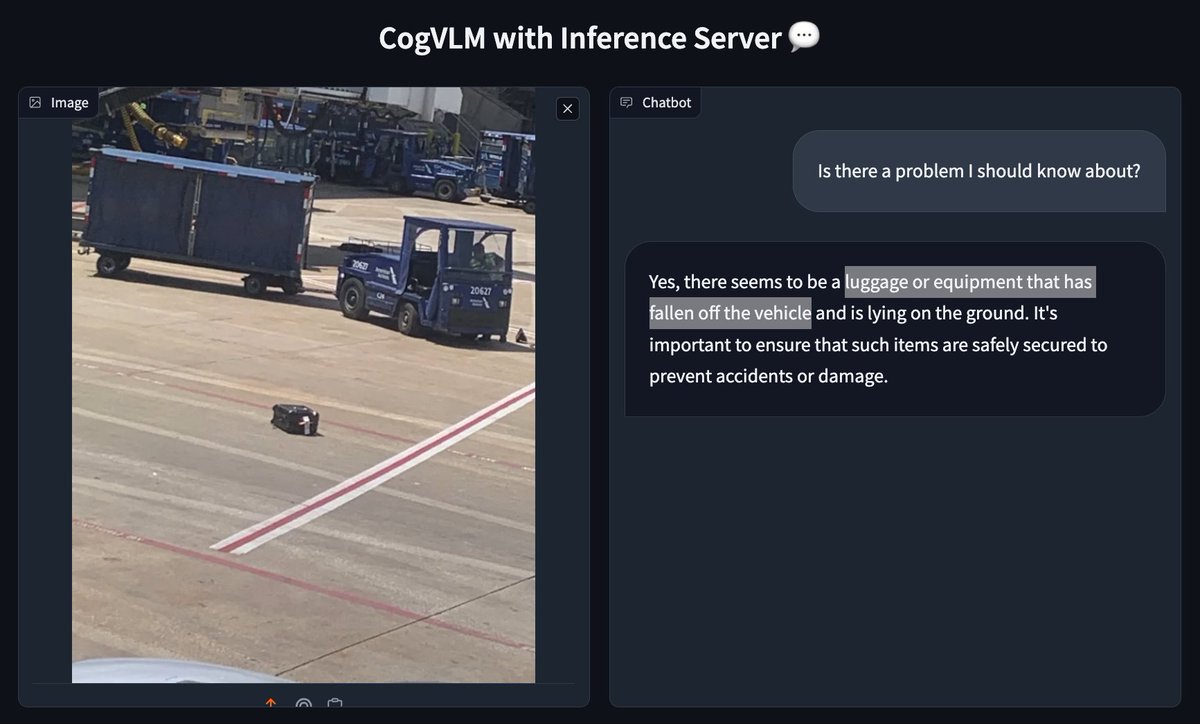 CogVLM with Inference Server 💬
Image
20627
American
20627
Chatbot
Is there a problem I should know about?
Yes, there seems to be a luggage or equipment that has
fallen off the vehicle and is lying on the ground. It's
important to ensure that such items are safely secured to
prevent accidents or damage.